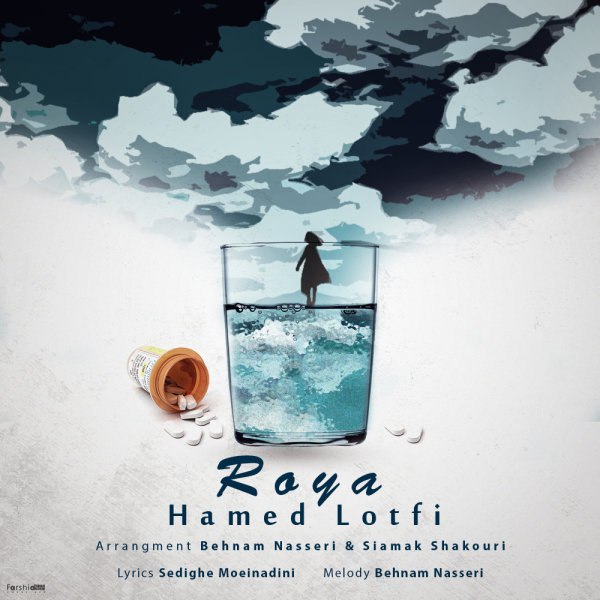 Roya
Hamed Lotfi
Arrangment Behnam Nasseri & Siamak Shakouri
Lyrics Sedighe Moeinadini Melody Behnam Nasseri